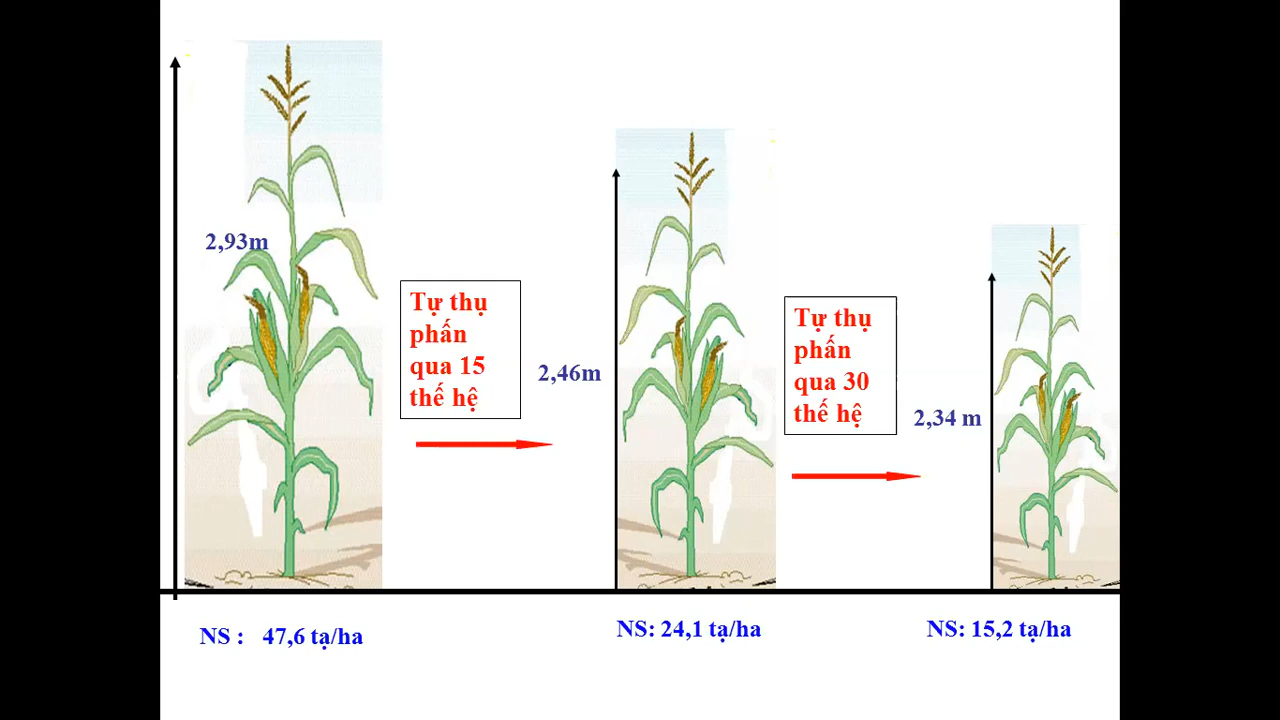 2,93m
Tự thụ
phấn
qua 15
thế hệ
2,46m
Tự thụ
phấn
qua 30
thế hệ
2,34 m
NS : 47,6 tạ/ha
NS: 24,1 tạ/ha
NS: 15,2 tạ/ha